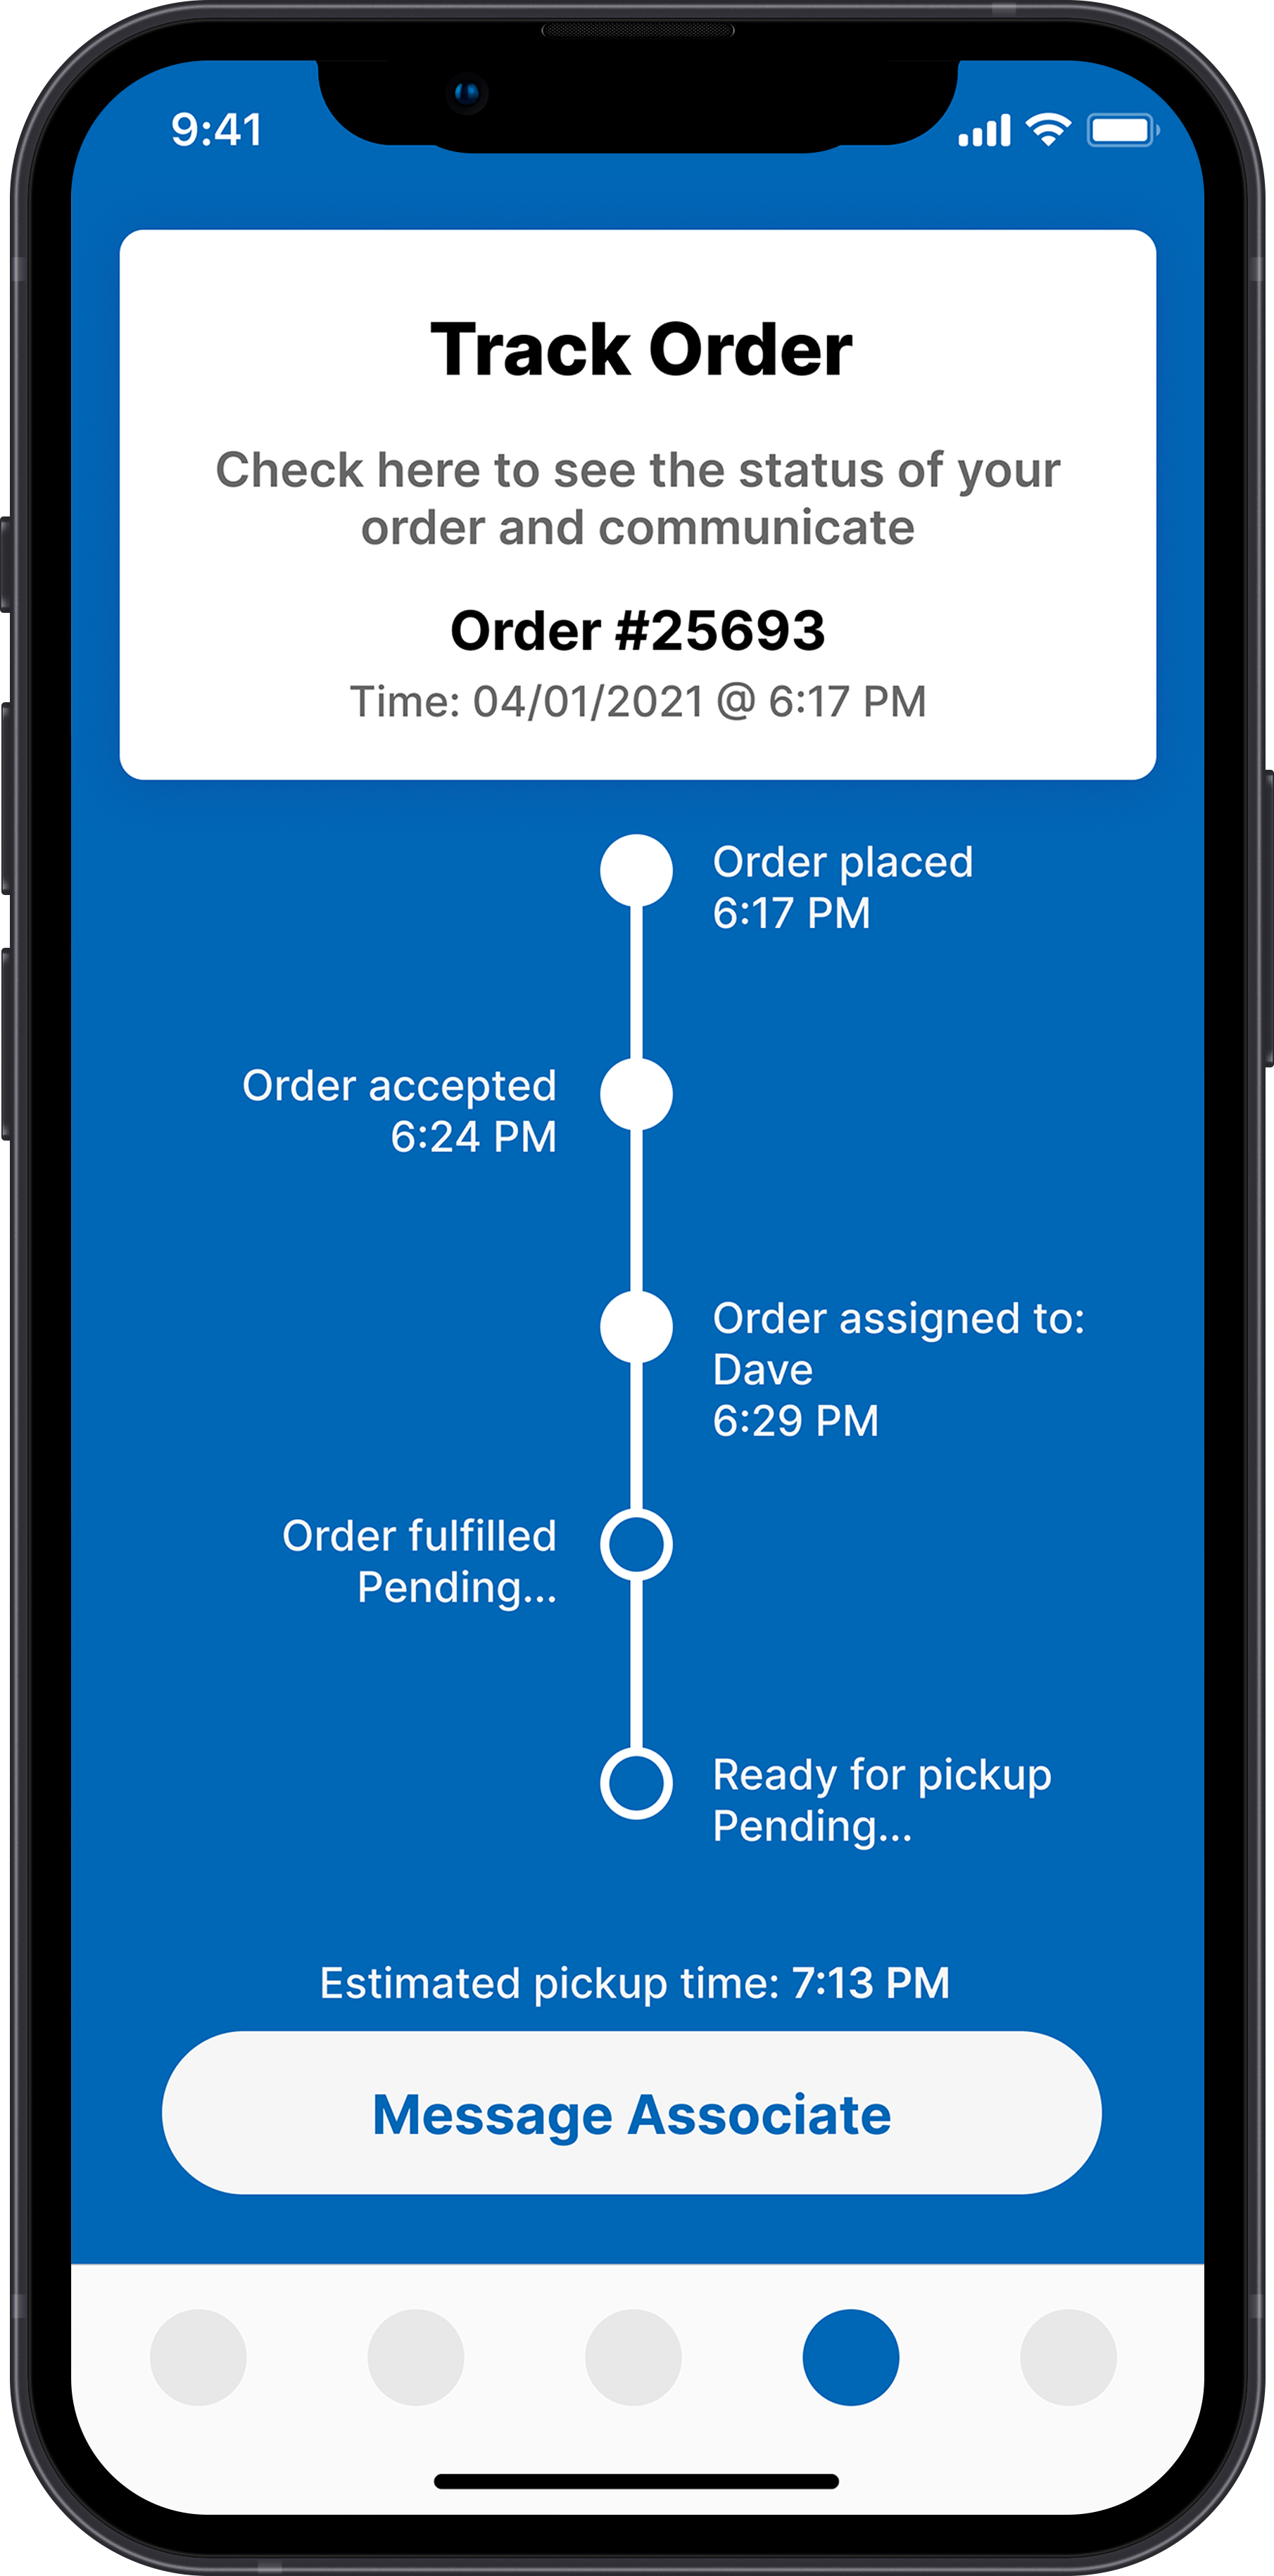 9:41
Track Order
Check here to see the status of your
order and communicate
Order #25693
Time: 04/01/2021 @ 6:17 PM
Order placed
6:17 PM
Order accepted
6:24 PM
Order assigned to:
Dave
6:29 PM
Order fulfilled
Pending...
Ready for pickup
Pending...
Estimated pickup time: 7:13 PM
Message Associate